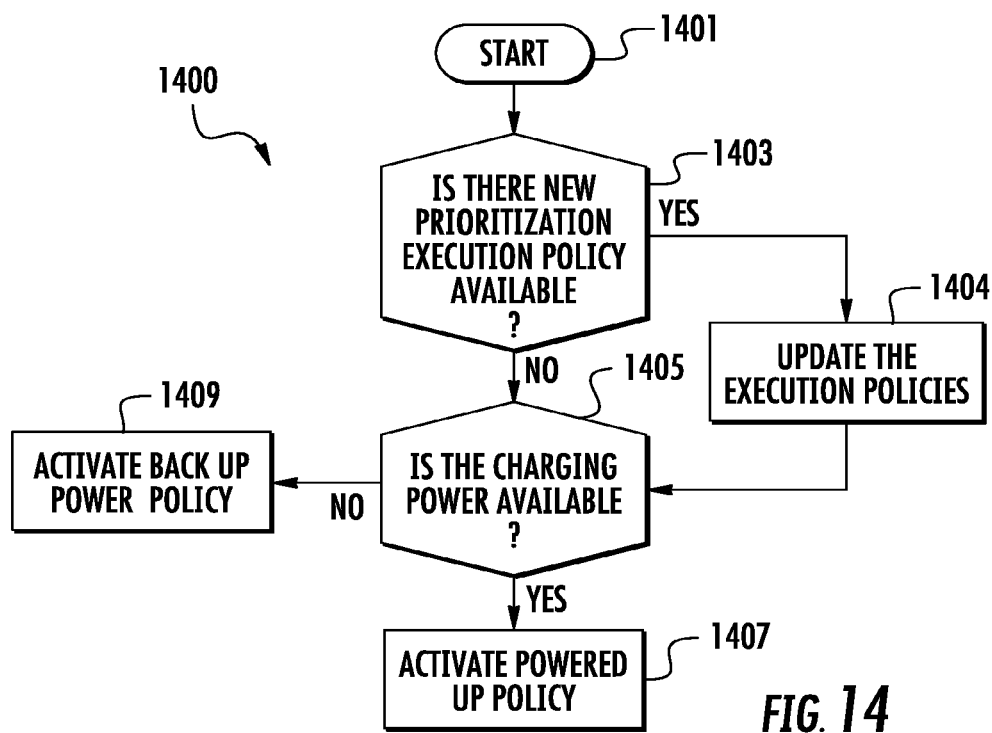 START
1401
1400
1403
IS THERE NEW
PRIORITIZATION
EXECUTION POLICY
AVAILABLE
?
YES
1404
UPDATE THE
EXECUTION POLICIES
NO
1405
1409
ACTIVATE BACK UP
POWER POLICY
NO
IS THE CHARGING
POWER AVAILABLE
?
YES
1407
ACTIVATE POWERED
UP POLICY
FIG. 14